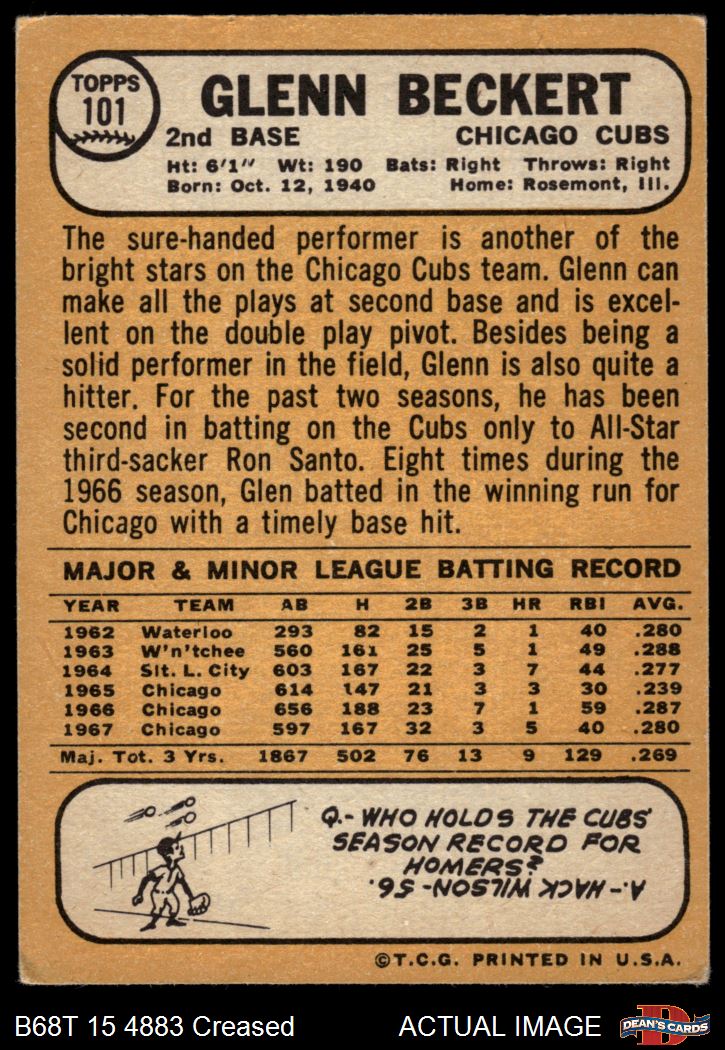 TOPPS
101
GLENN BECKERT
2nd BASE CHICAGO CUBS
Ht: 6'1" Wt: 190 Bats: Right Throws: Right
Born: Oct. 12, 1940 Home: Rosemont, Ill.
The sure-handed performer is another of the
bright stars on the Chicago Cubs team. Glenn can
make all the plays at second base and is excel-
lent on the double play pivot. Besides being a
solid performer in the field, Glenn is also quite a
hitter. For the past two seasons, he has been
second in batting on the Cubs only to All-Star
third-sacker Ron Santo. Eight times during the
1966 season, Glen batted in the winning run for
Chicago with a timely base hit.
MAJOR & MINOR LEAGUE BATTING RECORD
YEAR TEAM AB H 2B 3B HR RBI AVG.
1962 Waterloo 293 82 15 2 1 40 .280
1963 W'n'tchee 560 161 25 5 1 49 .288
1964 Slt. L. City 603 167 22 3 7 44 .277
1965 Chicago 614 147 21 3 3 30 .239
1966 Chicago 656 188 23 7 1 59 .287
1967 Chicago 597 167 32 3 5 40 .280
Maj. Tot. 3 Yrs. 1867 502 76 13 9 129 .269
Q.- WHO HOLDS THE CUBS'
SEASON RECORD FOR
HOMERS?
A.- HACK WILSON- 56.
©T.C.G. PRINTED IN U.S.A.
B68T 15 4883 Creased ACTUAL IMAGE
D
DEAN'S CARDS